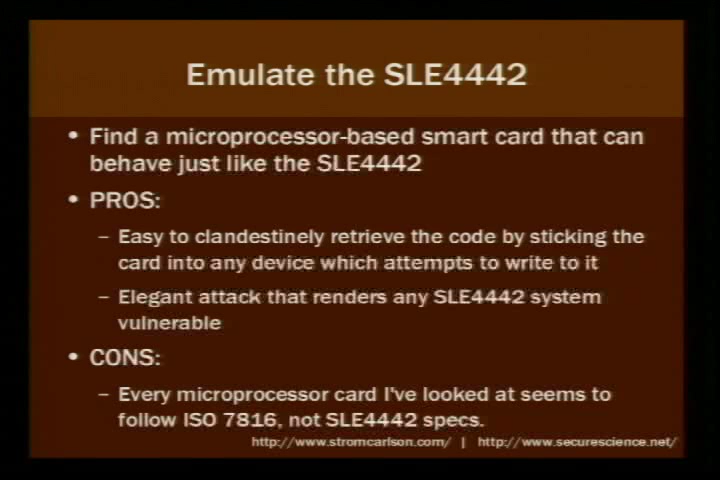 Emulate the SLE4442
• Find a microprocessor-based smart card that can
behave just like the SLE4442
• PROS:
– Easy to clandestinely retrieve the code by sticking the
card into any device which attempts to write to it
– Elegant attack that renders any SLE4442 system
vulnerable
• CONS:
– Every microprocessor card I've looked at seems to
follow ISO 7816, not SLE4442 specs.
http://www.stromcarlson.com/ | http://www.securescience.net/